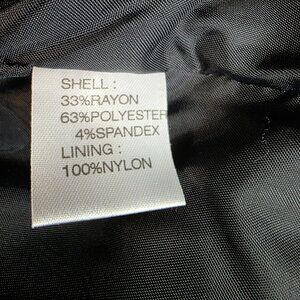 SHELL :
33%RAYON
63%POLYESTER
4%SPANDEX
LINING :
100%NYLON